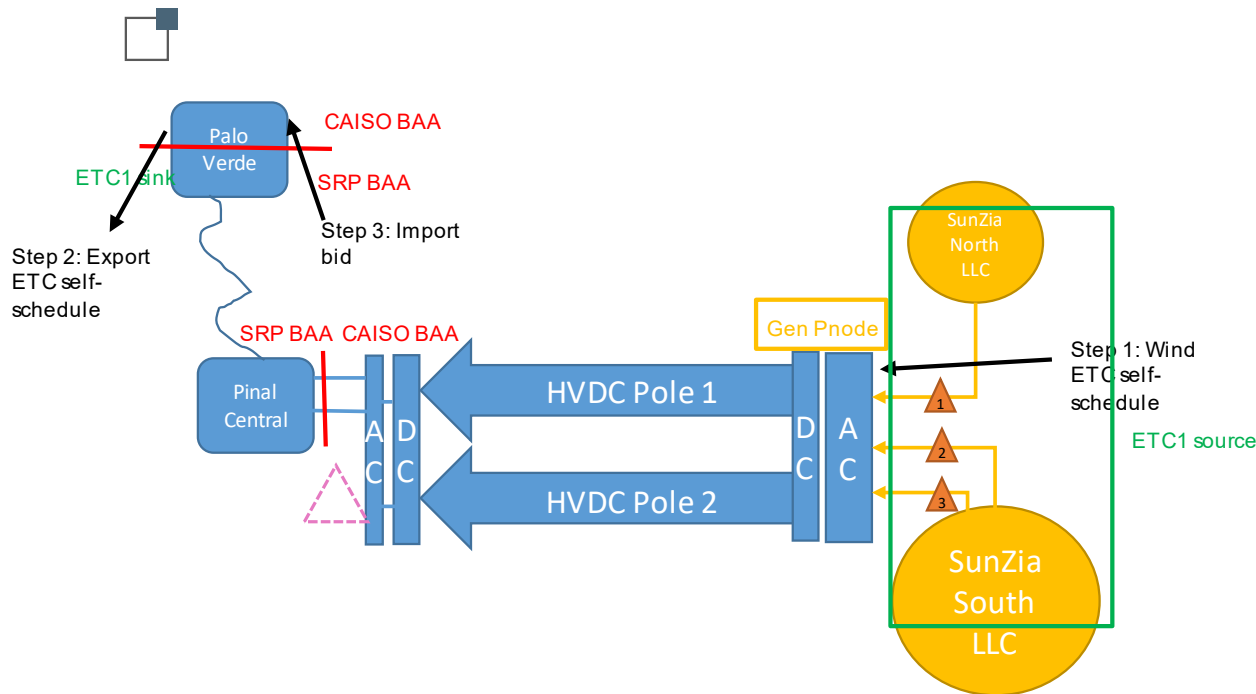 Palo
Verde
CAISO BAA
SRP BAA
ETC1 sink
Step 2: Export
ETC self-
schedule
Step 3: Import
bid
SRP BAA
CAISO BAA
Pinal
Central
A
C
D
C
HVDC Pole 1
HVDC Pole 2
Gen Pnode
D
C
A
C
SunZia
North
LLC
1
2
3
Step 1: Wind
ETC self-
schedule
ETC1 source
SunZia
South
LLC